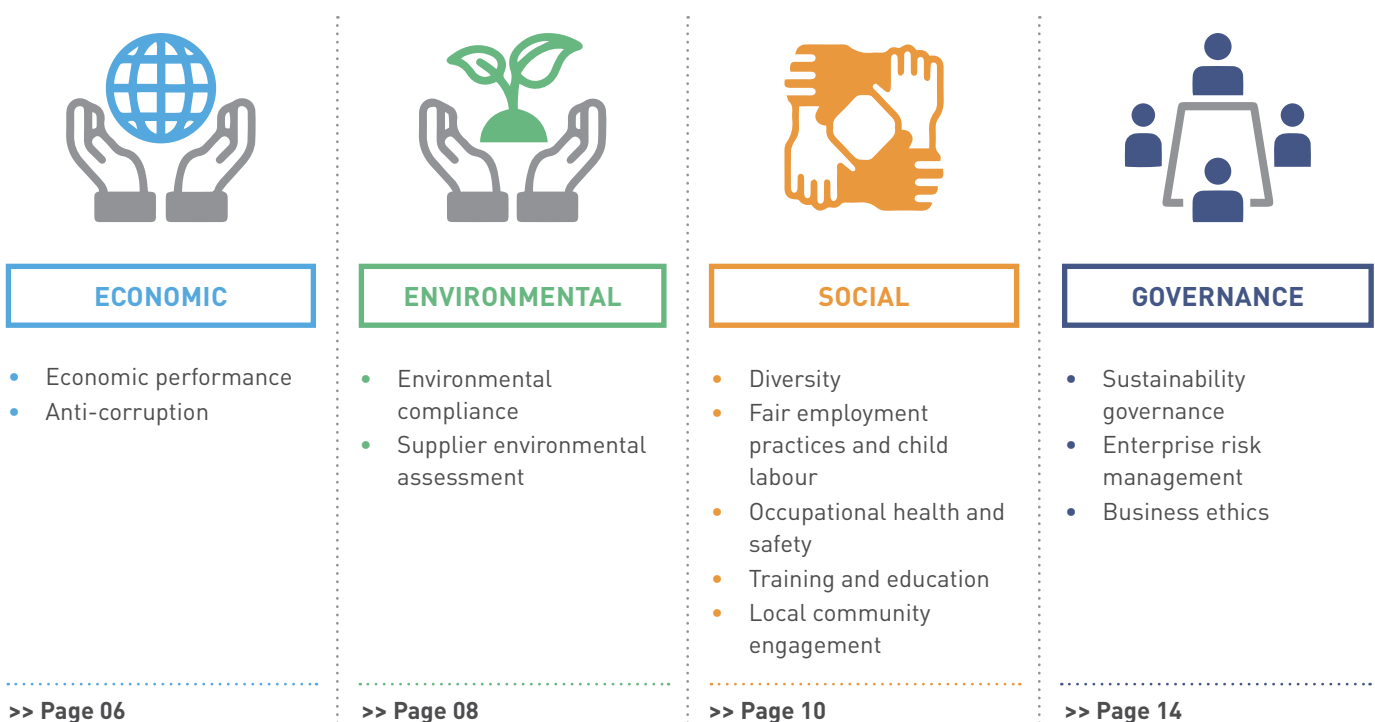 ECONOMIC
• Economic performance
• Anti-corruption
>> Page 06
ENVIRONMENTAL
• Environmental
compliance
• Supplier environmental
assessment
>> Page 08
SOCIAL
• Diversity
• Fair employment
practices and child
labour
• Occupational health and
safety
• Training and education
• Local community
engagement
>> Page 10
GOVERNANCE
• Sustainability
governance
• Enterprise risk
management
• Business ethics
>> Page 14